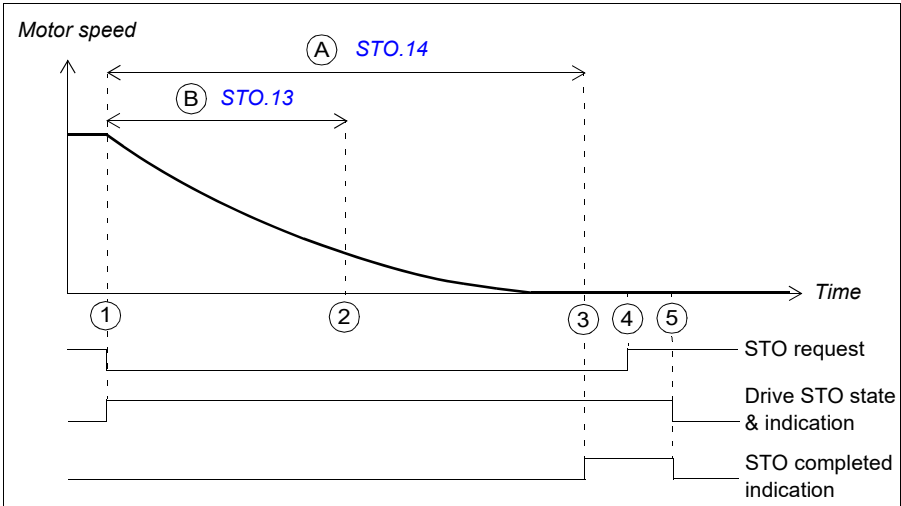 Motor speed
A STO.14
B STO.13
Time
1 2 3 4 5
STO request
Drive STO state
& indication
STO completed
indication